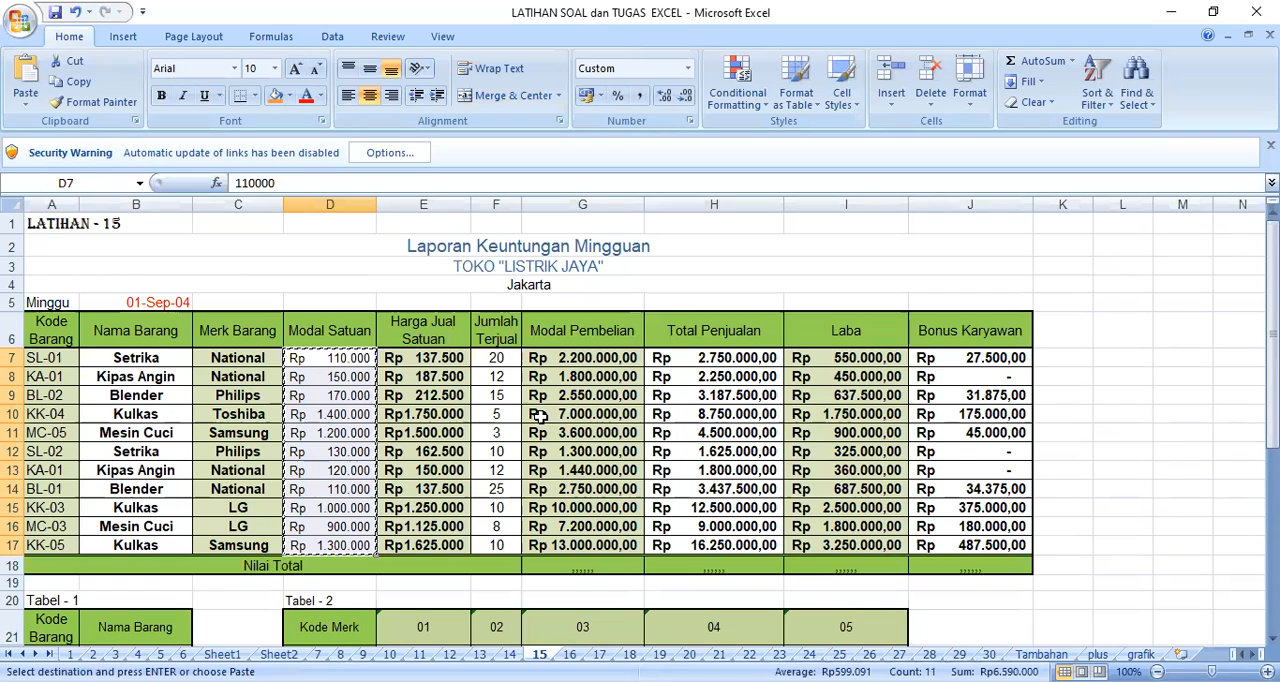 LATIHAN SOAL dan TUGAS EXCEL - Microsoft Excel
Home Insert Page Layout Formulas Data Review View
Paste Cut Copy Format Painter Clipboard
Arial 10 B I U Font
Wrap Text Merge & Center Alignment
Custom % , Number
Conditional Formatting Format as Table Cell Styles Styles
Insert Delete Format Cells
AutoSum Fill Clear Sort & Filter Find & Select Editing
Security Warning Automatic update of links has been disabled Options...
D7 fx 110000
A B C D E F G H I J K L M N
1 LATIHAN - 15
2 Laporan Keuntungan Mingguan
3 TOKO "LISTRIK JAYA"
4 Jakarta
5 Minggu 01-Sep-04
6 Kode Barang Nama Barang Merk Barang Modal Satuan Harga Jual Satuan Jumlah Terjual Modal Pembelian Total Penjualan Laba Bonus Karyawan
7 SL-01 Setrika National Rp 110.000 Rp 137.500 20 Rp 2.200.000,00 Rp 2.750.000,00 Rp 550.000,00 Rp 27.500,00
8 KA-01 Kipas Angin National Rp 150.000 Rp 187.500 12 Rp 1.800.000,00 Rp 2.250.000,00 Rp 450.000,00 Rp -
9 BL-02 Blender Philips Rp 170.000 Rp 212.500 15 Rp 2.550.000,00 Rp 3.187.500,00 Rp 637.500,00 Rp 31.875,00
10 KK-04 Kulkas Toshiba Rp 1.400.000 Rp1.750.000 5 Rp 7.000.000,00 Rp 8.750.000,00 Rp 1.750.000,00 Rp 175.000,00
11 MC-05 Mesin Cuci Samsung Rp 1.200.000 Rp1.500.000 3 Rp 3.600.000,00 Rp 4.500.000,00 Rp 900.000,00 Rp 45.000,00
12 SL-02 Setrika Philips Rp 130.000 Rp 162.500 10 Rp 1.300.000,00 Rp 1.625.000,00 Rp 325.000,00 Rp -
13 KA-01 Kipas Angin National Rp 120.000 Rp 150.000 12 Rp 1.440.000,00 Rp 1.800.000,00 Rp 360.000,00 Rp -
14 BL-01 Blender National Rp 110.000 Rp 137.500 25 Rp 2.750.000,00 Rp 3.437.500,00 Rp 687.500,00 Rp 34.375,00
15 KK-03 Kulkas LG Rp 1.000.000 Rp1.250.000 10 Rp 10.000.000,00 Rp 12.500.000,00 Rp 2.500.000,00 Rp 375.000,00
16 MC-03 Mesin Cuci LG Rp 900.000 Rp1.125.000 8 Rp 7.200.000,00 Rp 9.000.000,00 Rp 1.800.000,00 Rp 180.000,00
17 KK-05 Kulkas Samsung Rp 1.300.000 Rp1.625.000 10 Rp 13.000.000,00 Rp 16.250.000,00 Rp 3.250.000,00 Rp 487.500,00
18 Nilai Total ,,,,,, ,,,,,, ,,,,,, ,,,,,,
19
20 Tabel - 1 Tabel - 2
21 Kode Barang Nama Barang Kode Merk 01 02 03 04 05
1 2 3 4 5 6 Sheet1 Sheet2 7 8 9 10 11 12 13 14 15 16 17 18 19 20 21 22 23 24 25 26 27 28 29 30 Tambahan plus grafik
Select destination and press ENTER or choose Paste Average: Rp599.091 Count: 11 Sum: Rp6.590.000 100%